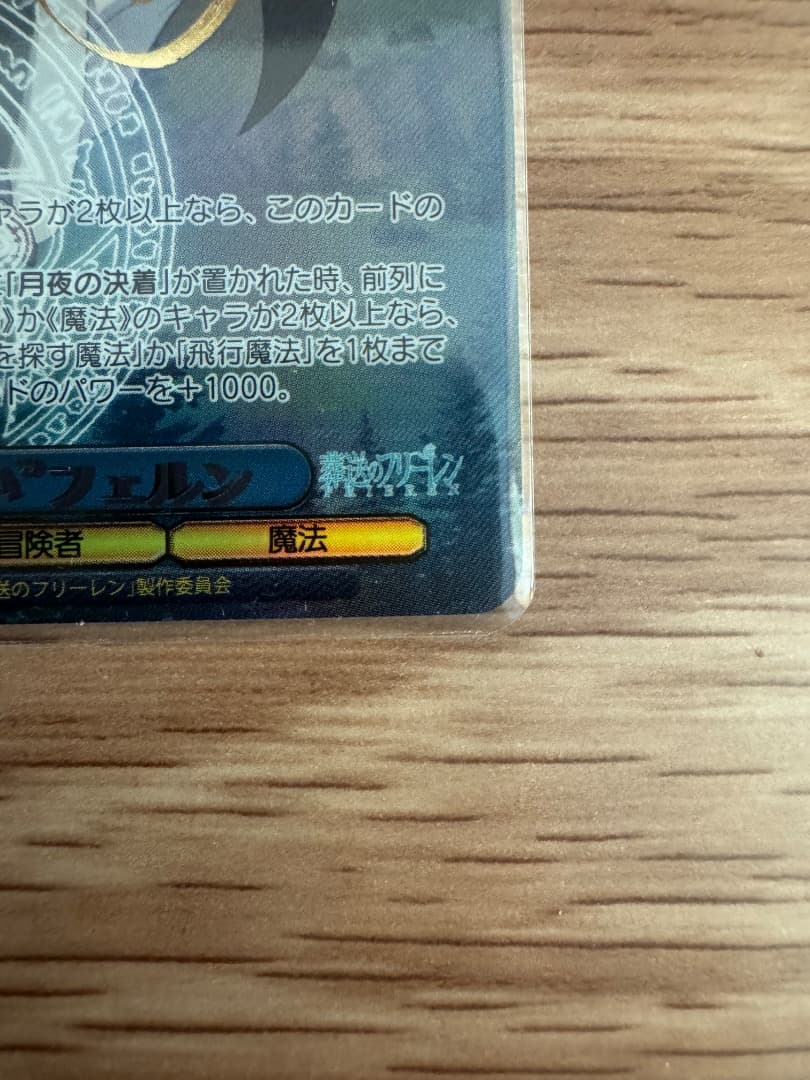 ャラが2枚以上なら、このカードの
「月夜の決着」が置かれた時、前列に
》か《魔法》のキャラが2枚以上なら、
を探す魔法」か「飛行魔法」を1枚まで
ドのパワーを＋1000。
フェルン
葬送のフリーレン
冒険者
魔法
送のフリーレン」製作委員会